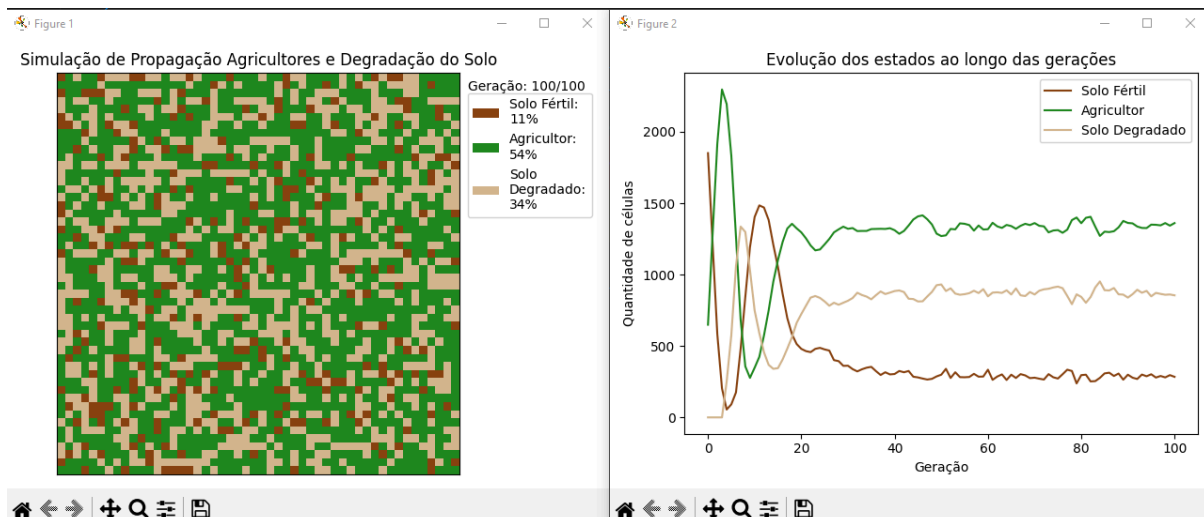 Figure 1
Simulação de Propagação Agricultores e Degradação do Solo
Geração: 100/100
Solo Fértil:
11%
Agricultor:
54%
Solo
Degradado:
34%
Figure 2
Evolução dos estados ao longo das gerações
Solo Fértil
Agricultor
Solo Degradado
Quantidade de células
2000
1500
1000
500
0
0 20 40 60 80 100
Geração